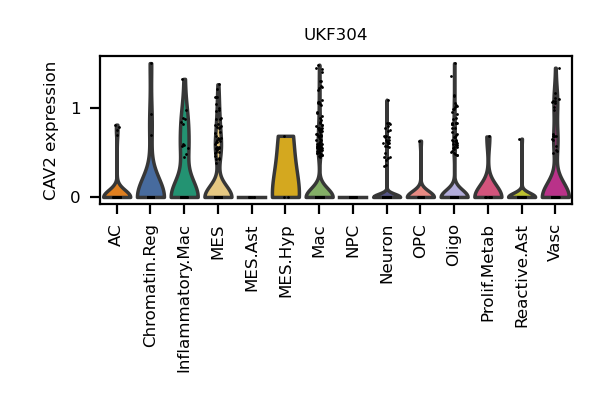 UKF304
CAV2 expression
1
0
AC
Chromatin.Reg
Inflammatory.Mac
MES
MES.Ast
MES.Hyp
Mac
NPC
Neuron
OPC
Oligo
Prolif.Metab
Reactive.Ast
Vasc